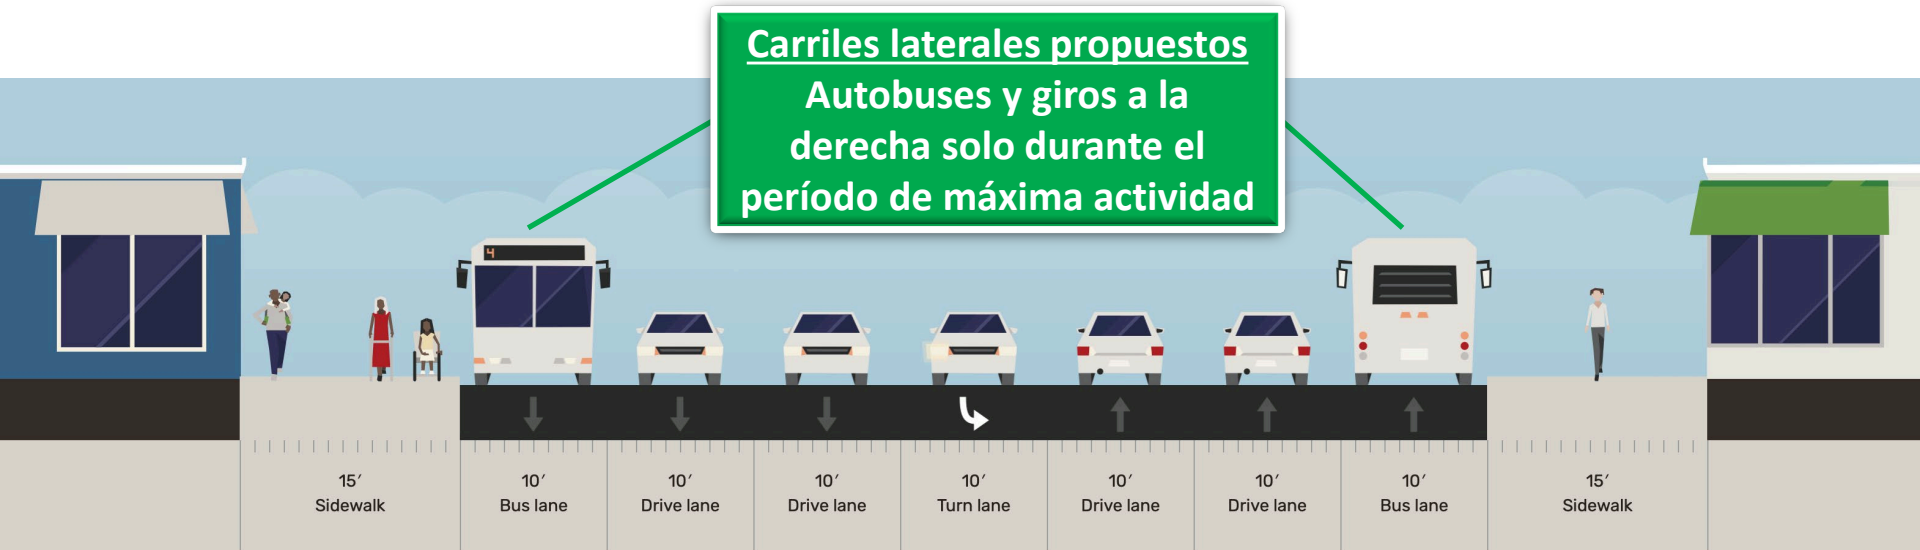 Carriles laterales propuestos
Autobuses y giros a la
derecha solo durante el
período de máxima actividad
4
15′
Sidewalk
10′
Bus lane
10′
Drive lane
10′
Drive lane
10′
Turn lane
10′
Drive lane
10′
Drive lane
10′
Bus lane
15′
Sidewalk